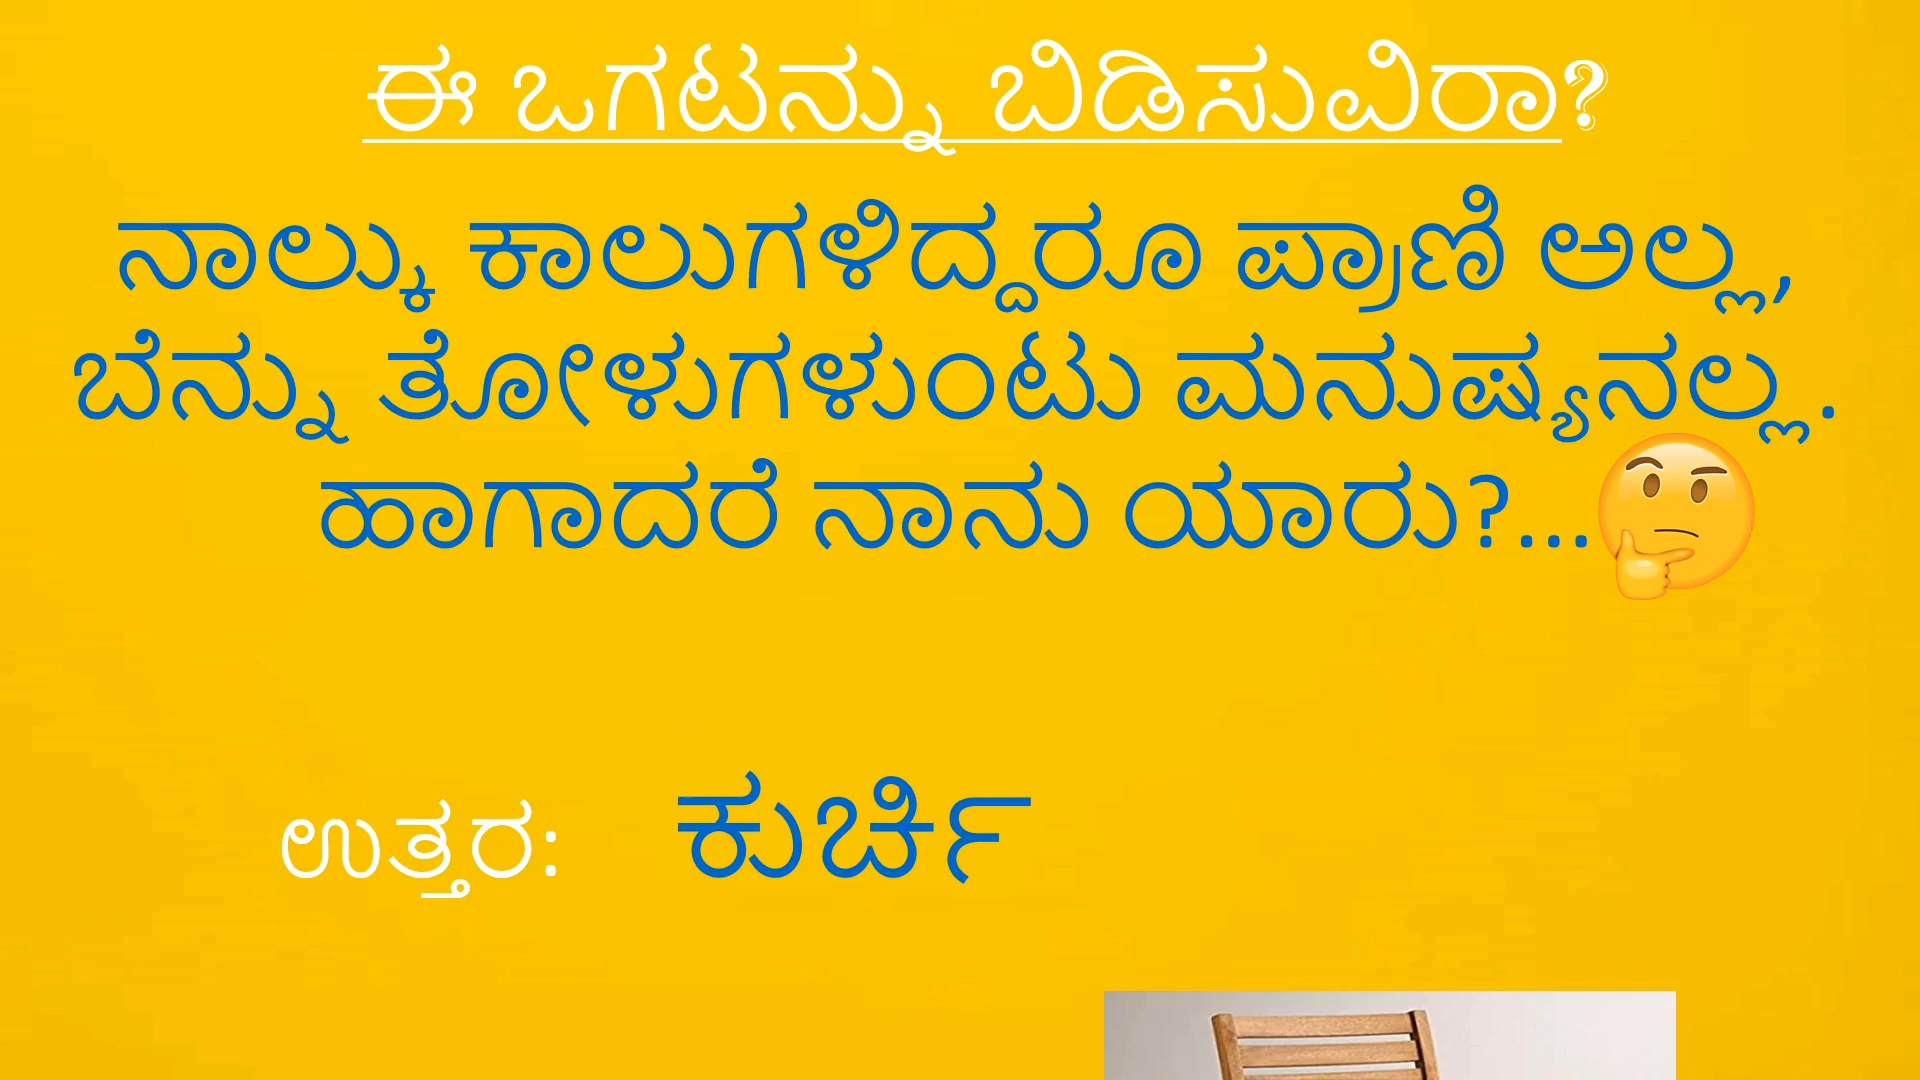 ಈ ಒಗಟನ್ನು ಬಿಡಿಸುವಿರಾ?
ನಾಲ್ಕು ಕಾಲುಗಳಿದ್ದರೂ ಪ್ರಾಣಿ ಅಲ್ಲ,
ಬೆನ್ನು ತೋಳುಗಳುಂಟು ಮನುಷ್ಯನಲ್ಲ.
ಹಾಗಾದರೆ ನಾನು ಯಾರು?...🤔
ಉತ್ತರ: ಕುರ್ಚಿ